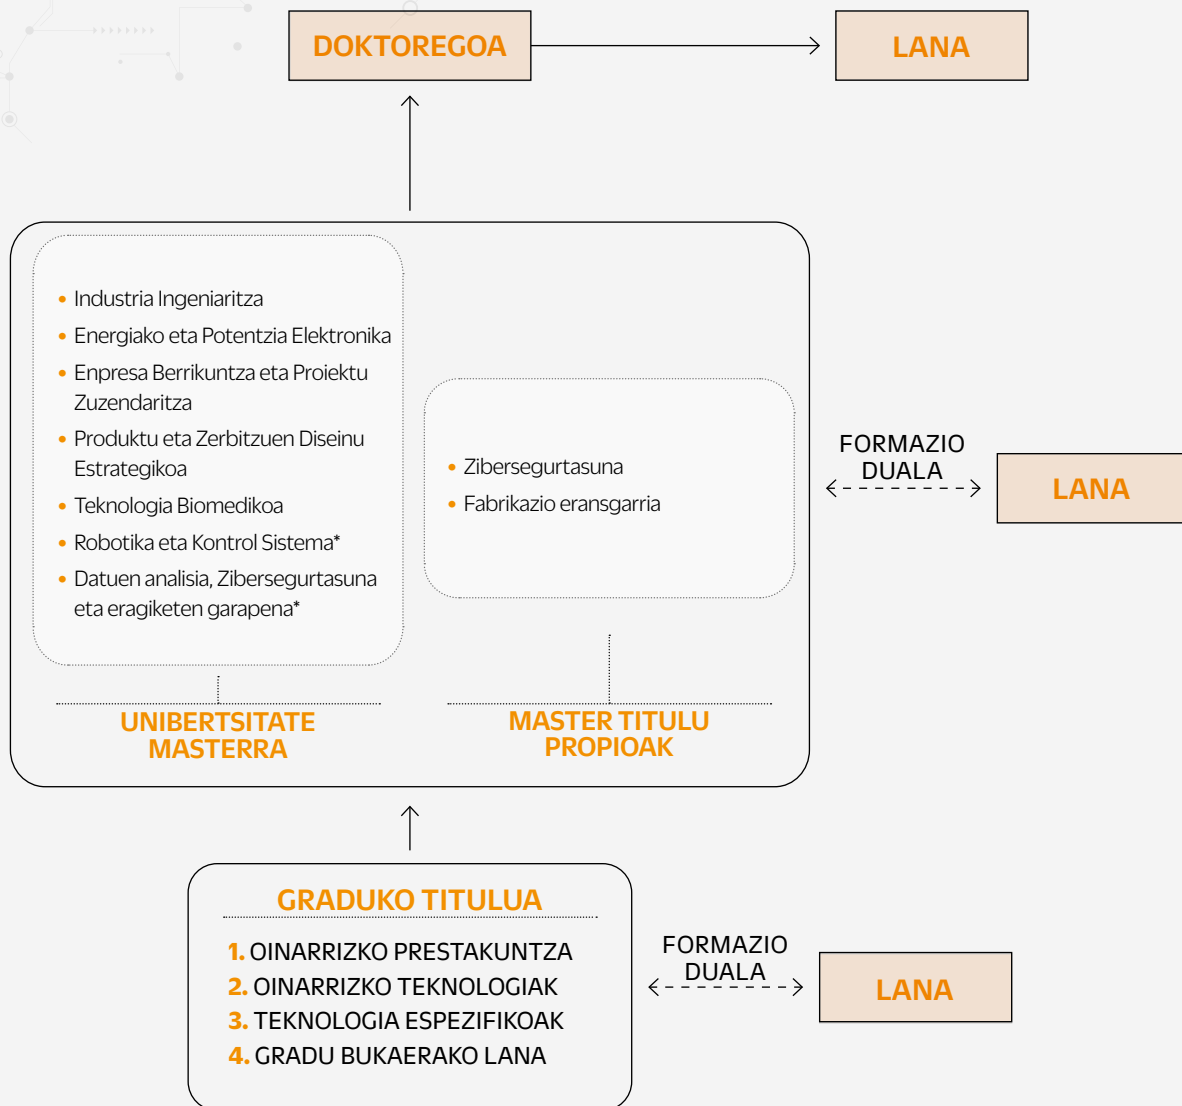 DOKTOREGOA
LANA
• Industria Ingeniaritza
• Energiako eta Potentzia Elektronika
• Enpresa Berrikuntza eta Proiektu
Zuzendaritza
• Produktu eta Zerbitzuen Diseinu
Estrategikoa
• Teknologia Biomedikoa
• Robotika eta Kontrol Sistema*
• Datuen analisia, Zibersegurtasuna
eta eragiketen garapena*
UNIBERTSITATE
MASTERRA
• Zibersegurtasuna
• Fabrikazio eransgarria
MASTER TITULU
PROPIOAK
FORMAZIO
DUALA
LANA
GRADUKO TITULUA
1. OINARRIZKO PRESTAKUNTZA
2. OINARRIZKO TEKNOLOGIAK
3. TEKNOLOGIA ESPEZIFIKOAK
4. GRADU BUKAERAKO LANA
FORMAZIO
DUALA
LANA